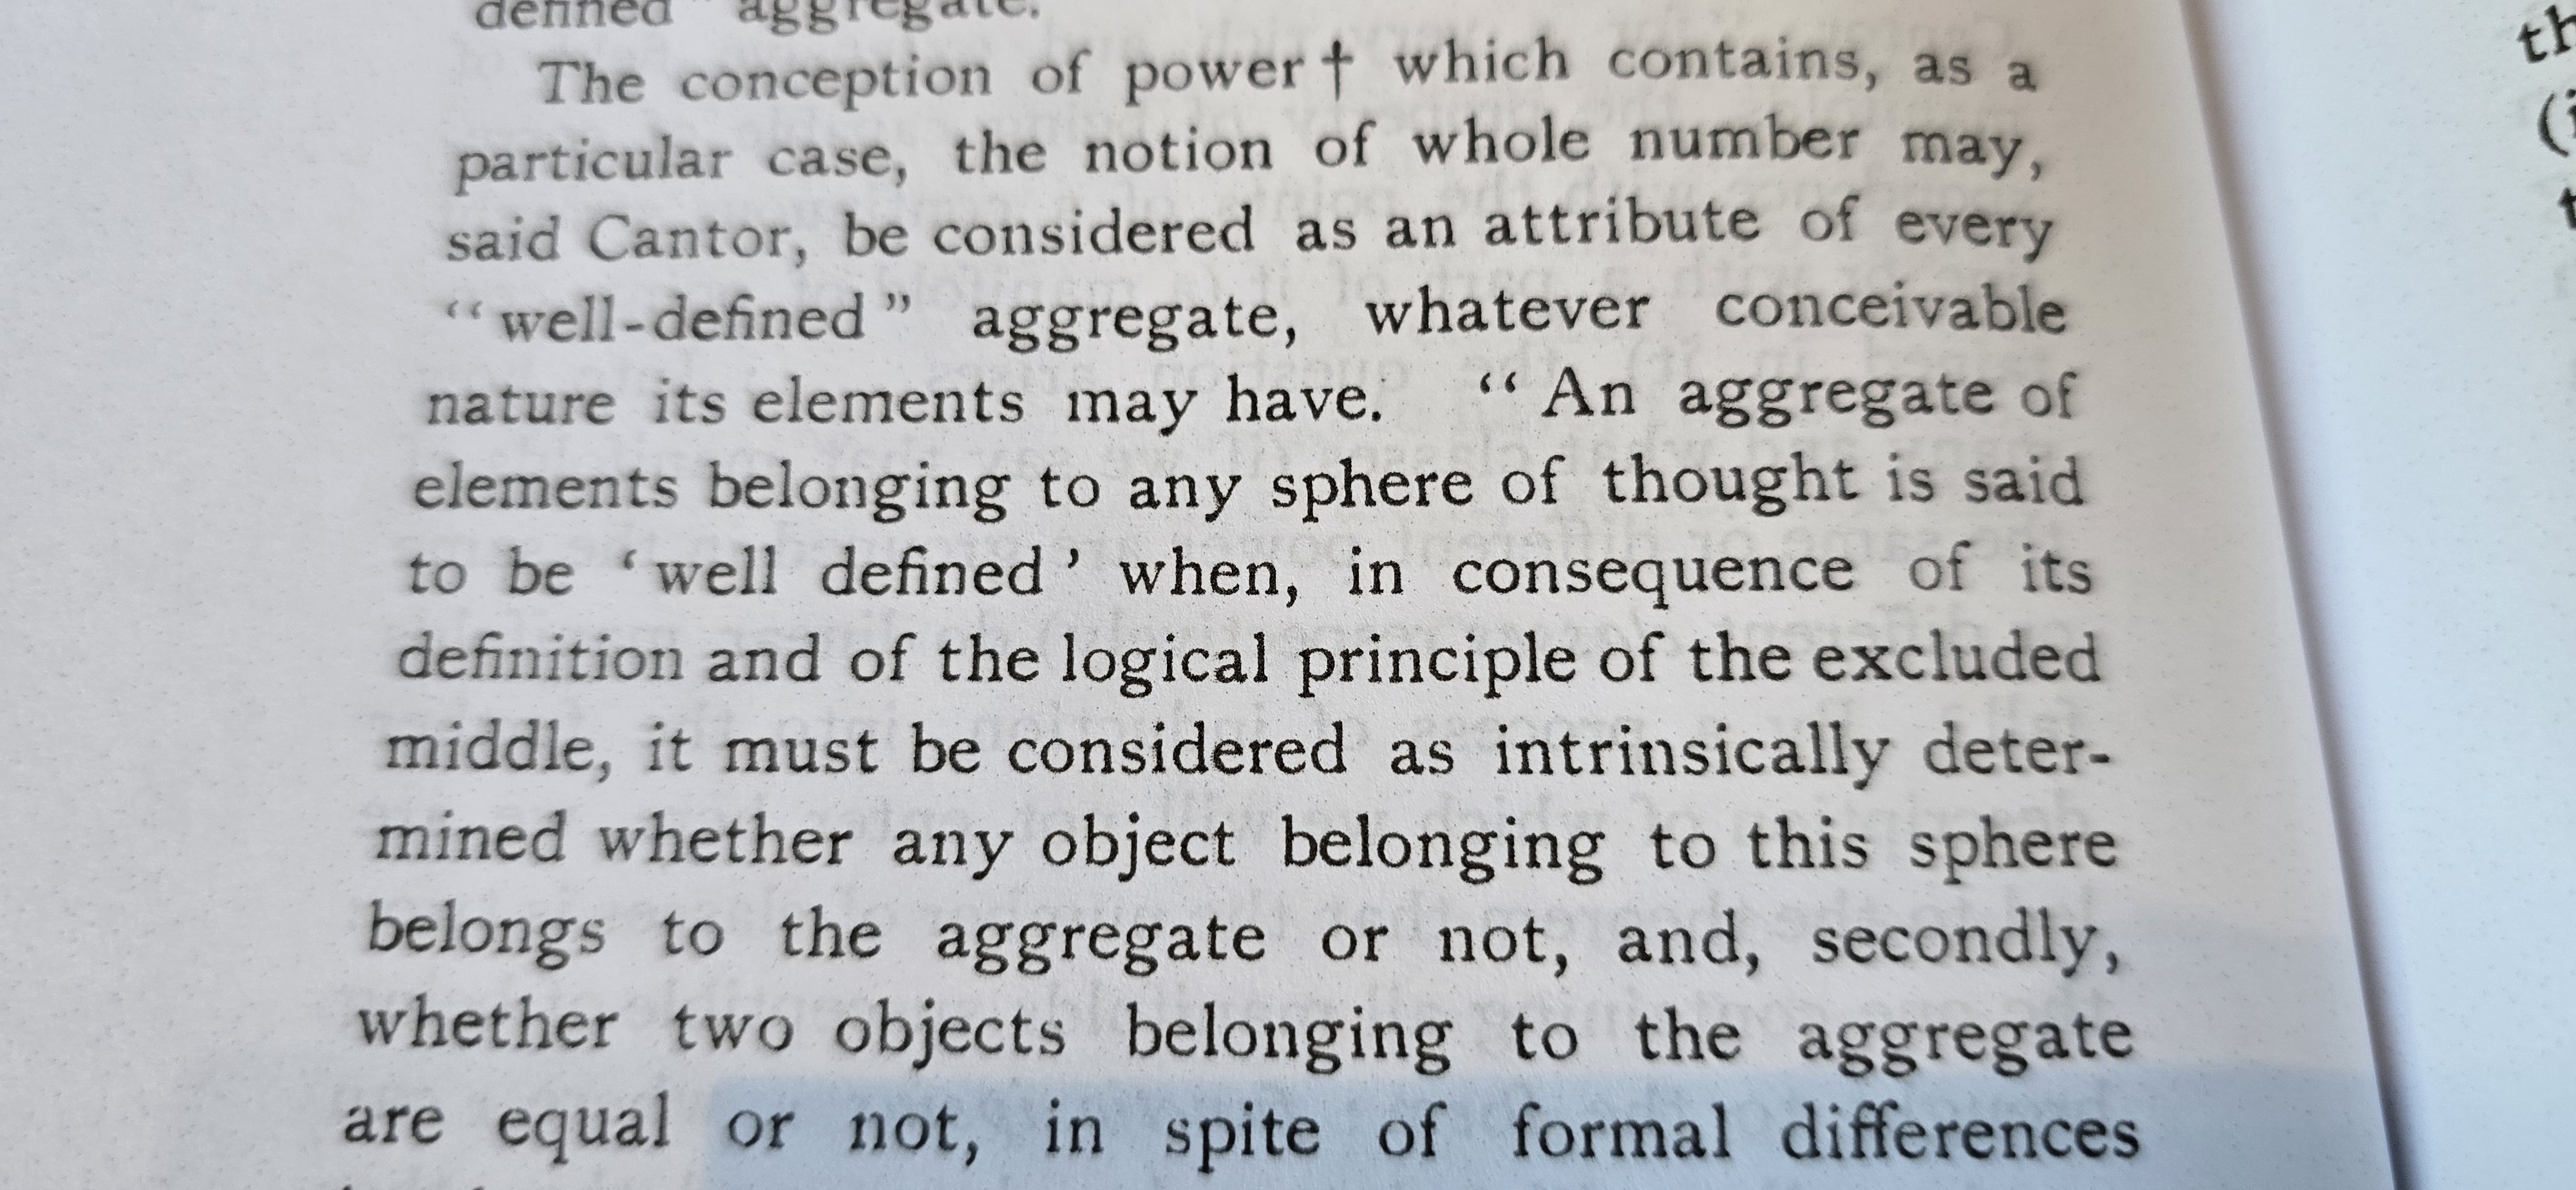 defined" aggregate.
The conception of power † which contains, as a
particular case, the notion of whole number may,
said Cantor, be considered as an attribute of every
“well-defined” aggregate, whatever conceivable
nature its elements may have. “An aggregate of
elements belonging to any sphere of thought is said
to be ‘well defined’ when, in consequence of its
definition and of the logical principle of the excluded
middle, it must be considered as intrinsically deter-
mined whether any object belonging to this sphere
belongs to the aggregate or not, and, secondly,
whether two objects belonging to the aggregate
are equal or not, in spite of formal differences